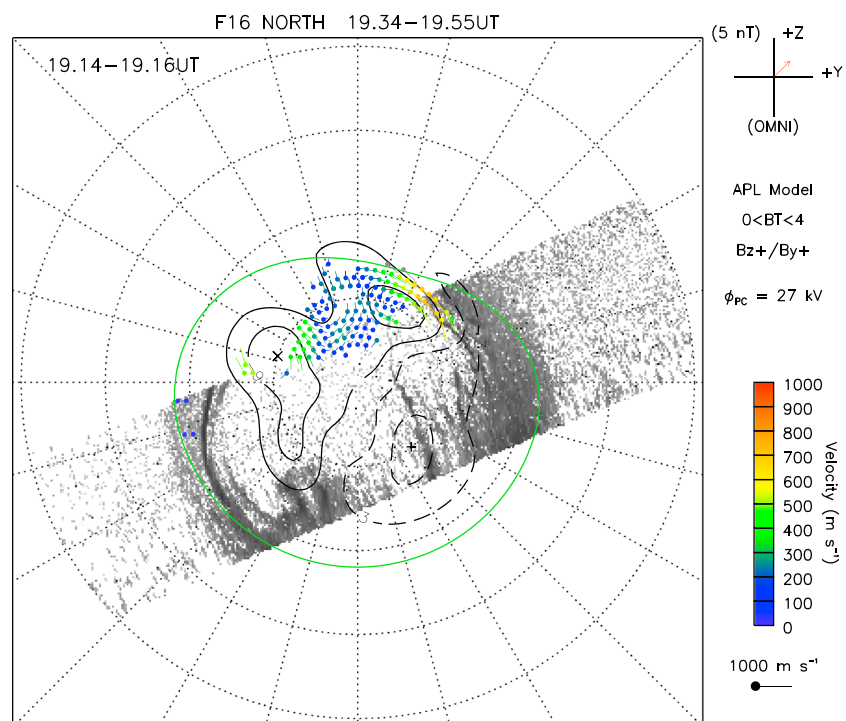 F16 NORTH 19.34−19.55UT
19.14−19.16UT
(5 nT)
+Z
+Y
(OMNI)
APL Model
0<BT<4
Bz+/By+
ϕPC = 27 kV
1000
900
800
700
600
500
400
300
200
100
0
Velocity (m s⁻¹)
1000 m s⁻¹